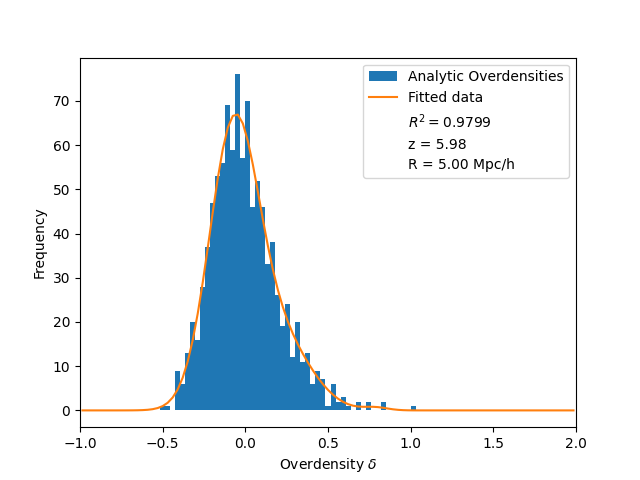 Analytic Overdensities
Fitted data
R² = 0.9799
z = 5.98
R = 5.00 Mpc/h
Frequency
70
60
50
40
30
20
10
0
−1.0 −0.5 0.0 0.5 1.0 1.5 2.0
Overdensity δ